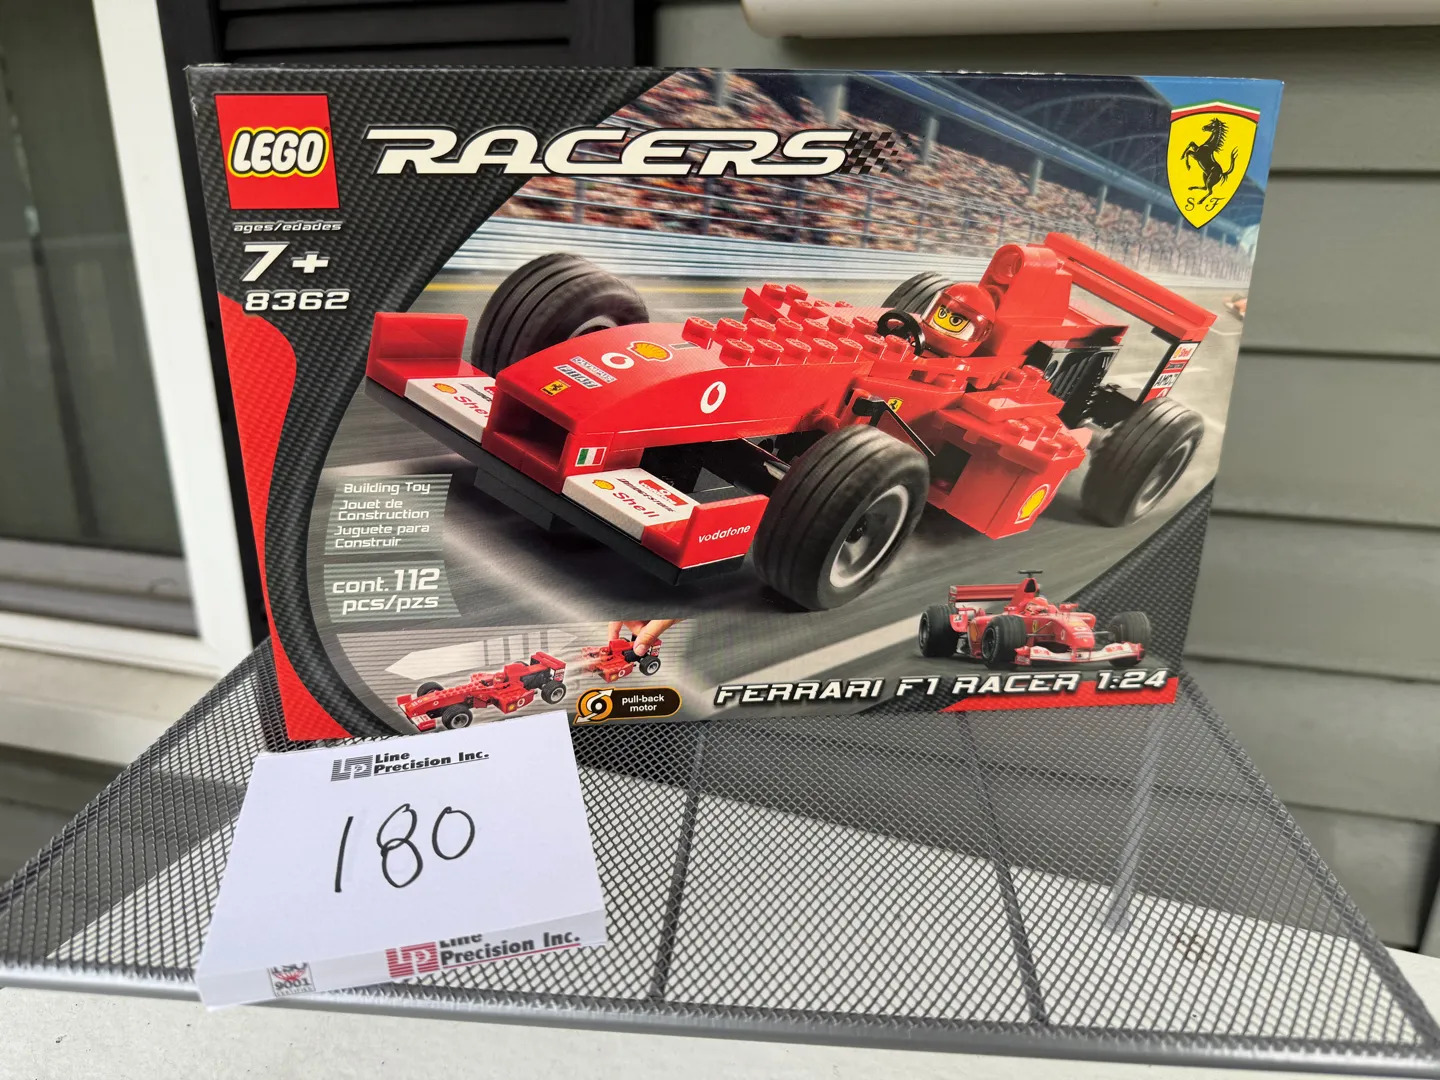 LEGO
RACERS
ages/edades
7+
8362
S F
Shell
vodafone
Shell
Building Toy
Jouet de
Construction
Juguete para
Construir
cont. 112
pcs/pzs
pull-back
motor
FERRARI F1 RACER 1:24
Line
Precision Inc.
180
Line
Precision Inc.
9001